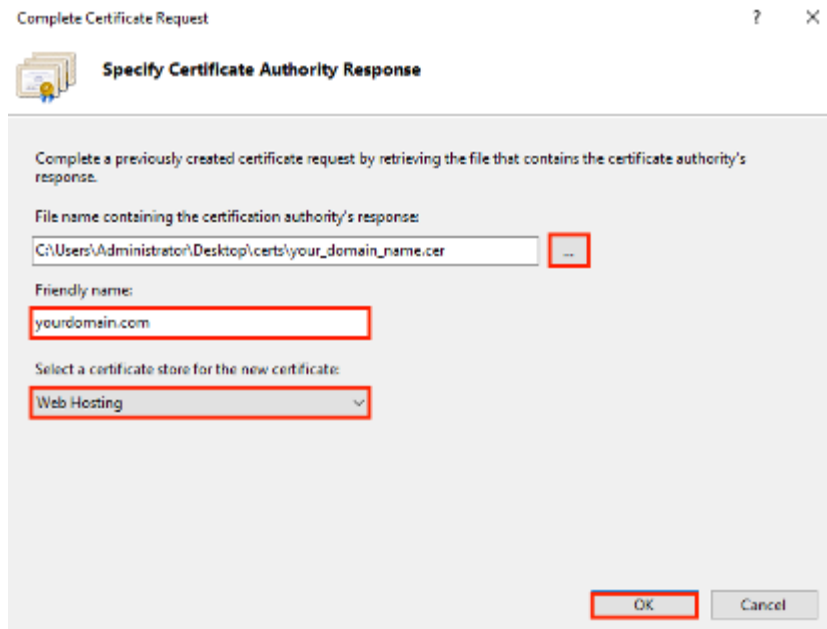 Complete Certificate Request
?
Specify Certificate Authority Response
Complete a previously created certificate request by retrieving the file that contains the certificate authority's
response.
File name containing the certification authority's response:
C:\Users\Administrator\Desktop\certs\your_domain_name.cer
...
Friendly name:
yourdomain.com
Select a certificate store for the new certificate:
Web Hosting
OK
Cancel